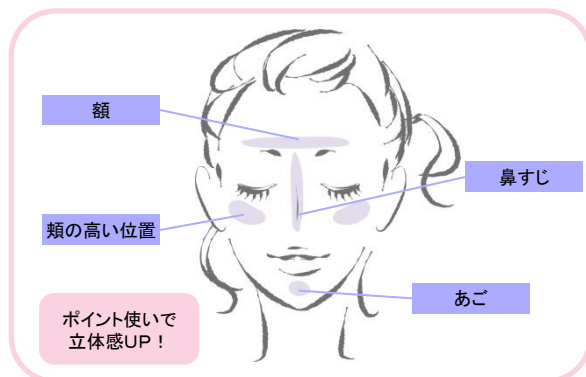 額
鼻すじ
頬の高い位置
あご
ポイント使いで
立体感UP！